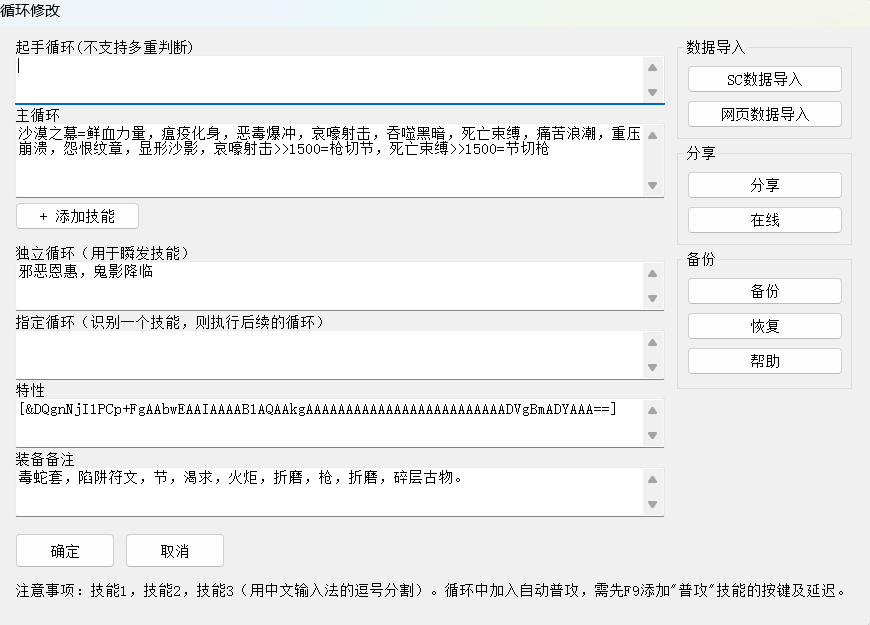 循环修改
起手循环(不支持多重判断)
主循环
沙漠之幕=鲜血力量，瘟疫化身，恶毒爆冲，哀嚎射击，吞噬黑暗，死亡束缚，痛苦浪潮，重压
崩溃，怨恨纹章，显形沙影，哀嚎射击>>1500=枪切节，死亡束缚>>1500=节切枪
+ 添加技能
独立循环（用于瞬发技能）
邪恶恩惠，鬼影降临
指定循环（识别一个技能，则执行后续的循环）
特性
[&DQgnNjI1PCp+FgAAbwEAAIAAAAB1AQAAkgAAAAAAAAAAAAAAAAAAAAAAAADVgBmADYAAA==]
装备备注
毒蛇套，陷阱符文，节，渴求，火炬，折磨，枪，折磨，碎层古物。
确定
取消
注意事项：技能1，技能2，技能3（用中文输入法的逗号分割）。循环中加入自动普攻，需先F9添加"普攻"技能的按键及延迟。
数据导入
SC数据导入
网页数据导入
分享
分享
在线
备份
备份
恢复
帮助